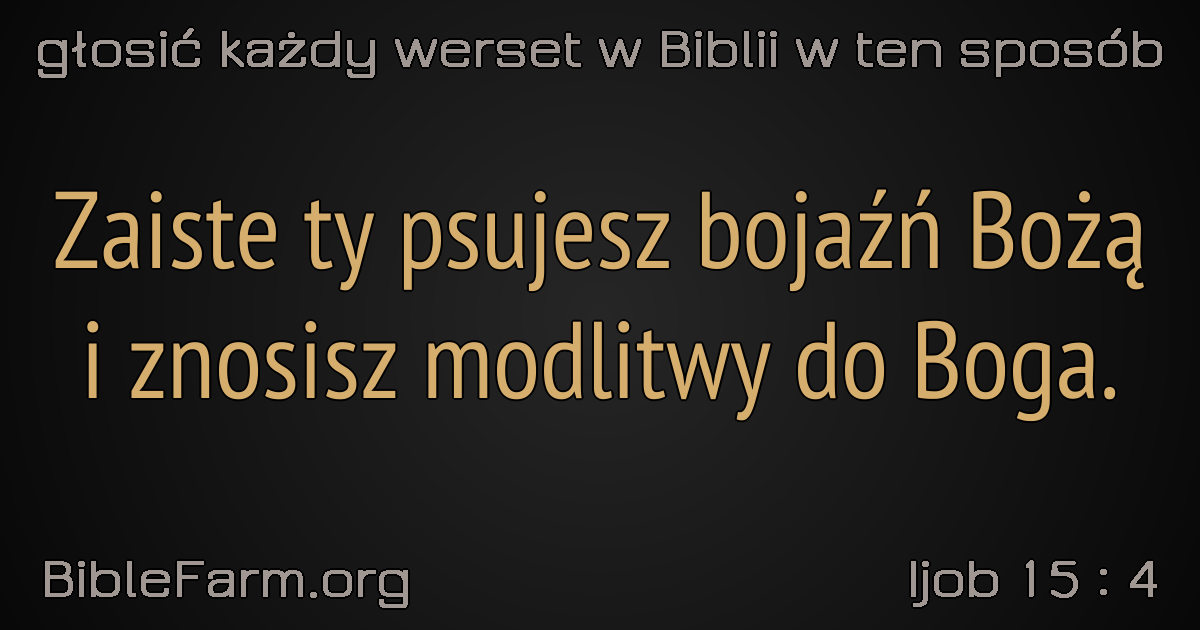 głosić każdy werset w Biblii w ten sposób
Zaiste ty psujesz bojaźń Bożą
i znosisz modlitwy do Boga.
BibleFarm.org
Ijob 15 : 4